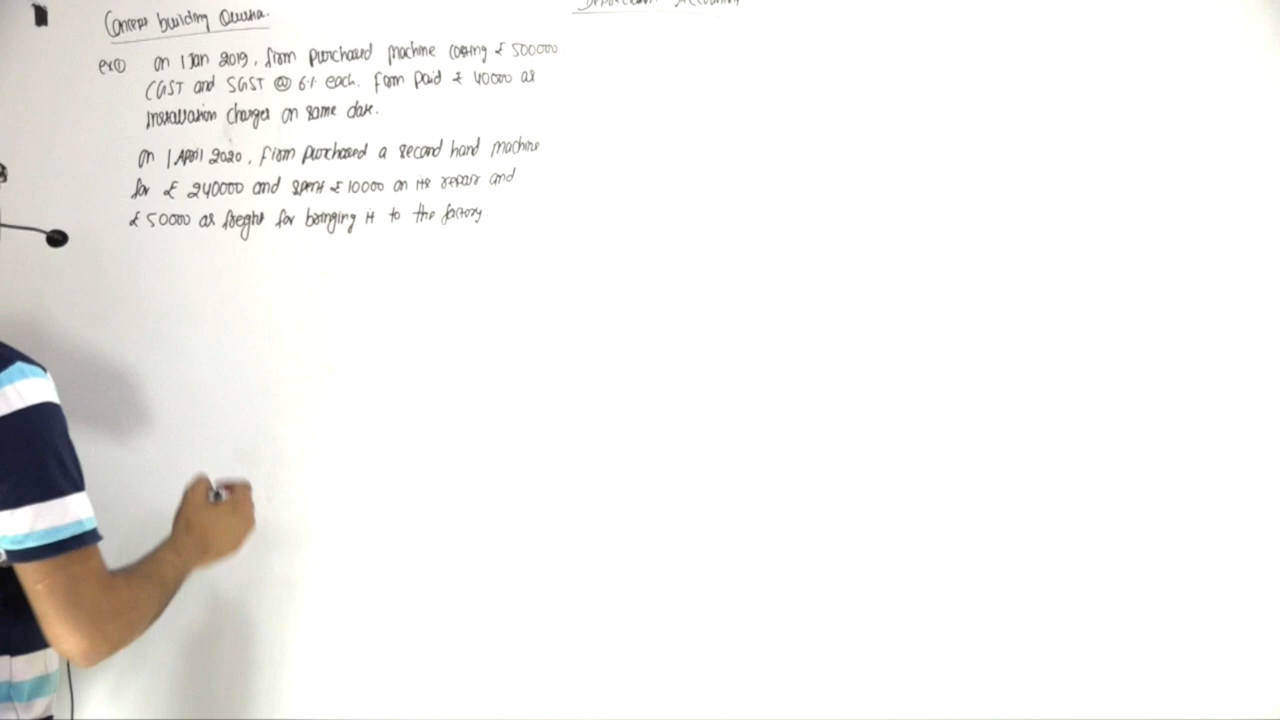 Concept building Question.
Accounting
ex① On 1 Jan 2019, firm purchased machine costing ₹ 500000
CGST and SGST @ 6% each. Firm paid ₹ 40000 as
installation charges on same date.
On 1 April 2020, Firm purchased a second hand machine
for ₹ 240000 and spent ₹ 10000 on its repair and
₹ 50000 as freight for bringing it to the factory.